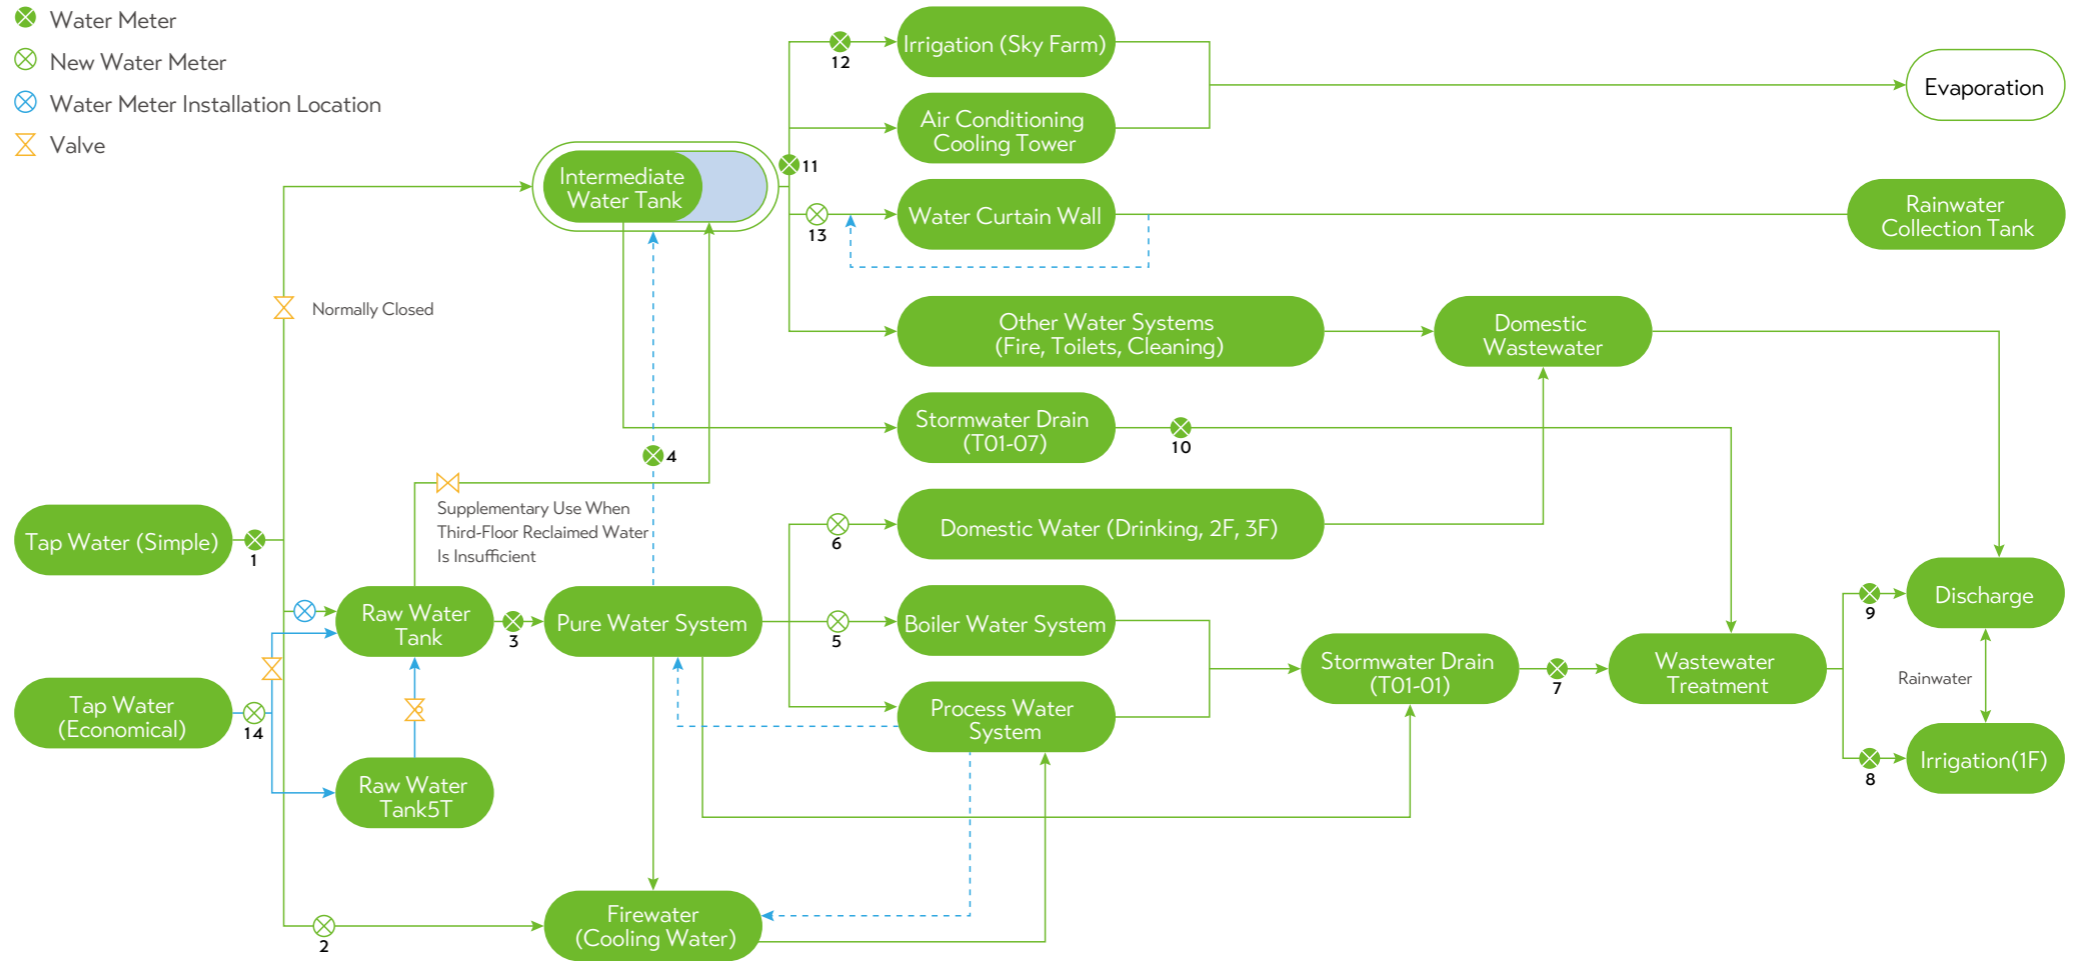 Water Meter
New Water Meter
Water Meter Installation Location
Valve
12
Irrigation (Sky Farm)
Evaporation
Air Conditioning
Cooling Tower
11
Intermediate
Water Tank
13
Water Curtain Wall
Rainwater
Collection Tank
Normally Closed
Other Water Systems
(Fire, Toilets, Cleaning)
Domestic
Wastewater
Stormwater Drain
(T01-07)
10
4
Supplementary Use When
Third-Floor Reclaimed Water
Is Insufficient
Tap Water (Simple)
1
6
Domestic Water (Drinking, 2F, 3F)
Raw Water
Tank
3
Pure Water System
5
Boiler Water System
9
Discharge
Stormwater Drain
(T01-01)
7
Wastewater
Treatment
Rainwater
Tap Water
(Economical)
14
Process Water
System
8
Irrigation(1F)
Raw Water
Tank5T
2
Firewater
(Cooling Water)